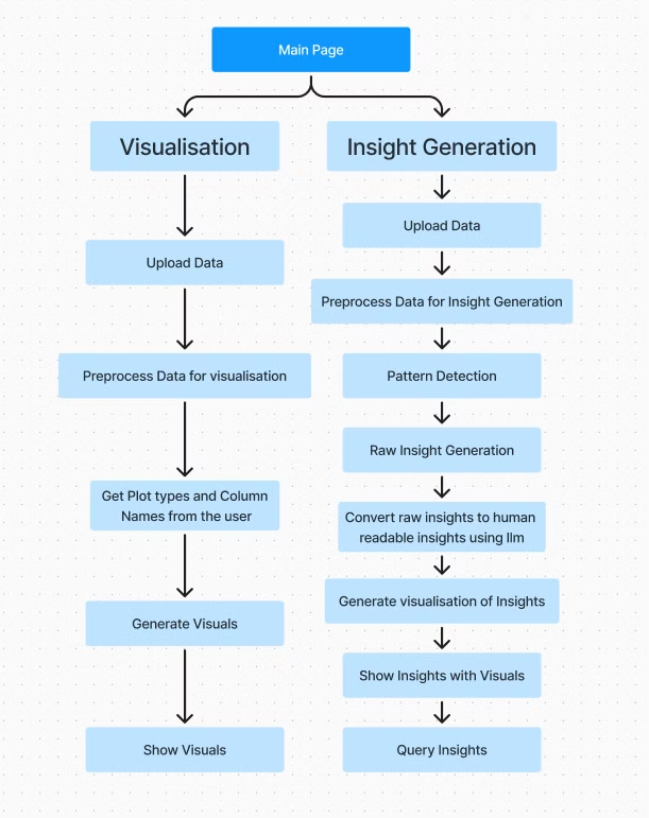 Main Page
Visualisation
Upload Data
Preprocess Data for visualisation
Get Plot types and Column
Names from the user
Generate Visuals
Show Visuals
Insight Generation
Upload Data
Preprocess Data for Insight Generation
Pattern Detection
Raw Insight Generation
Convert raw insights to human
readable insights using llm
Generate visualisation of Insights
Show Insights with Visuals
Query Insights